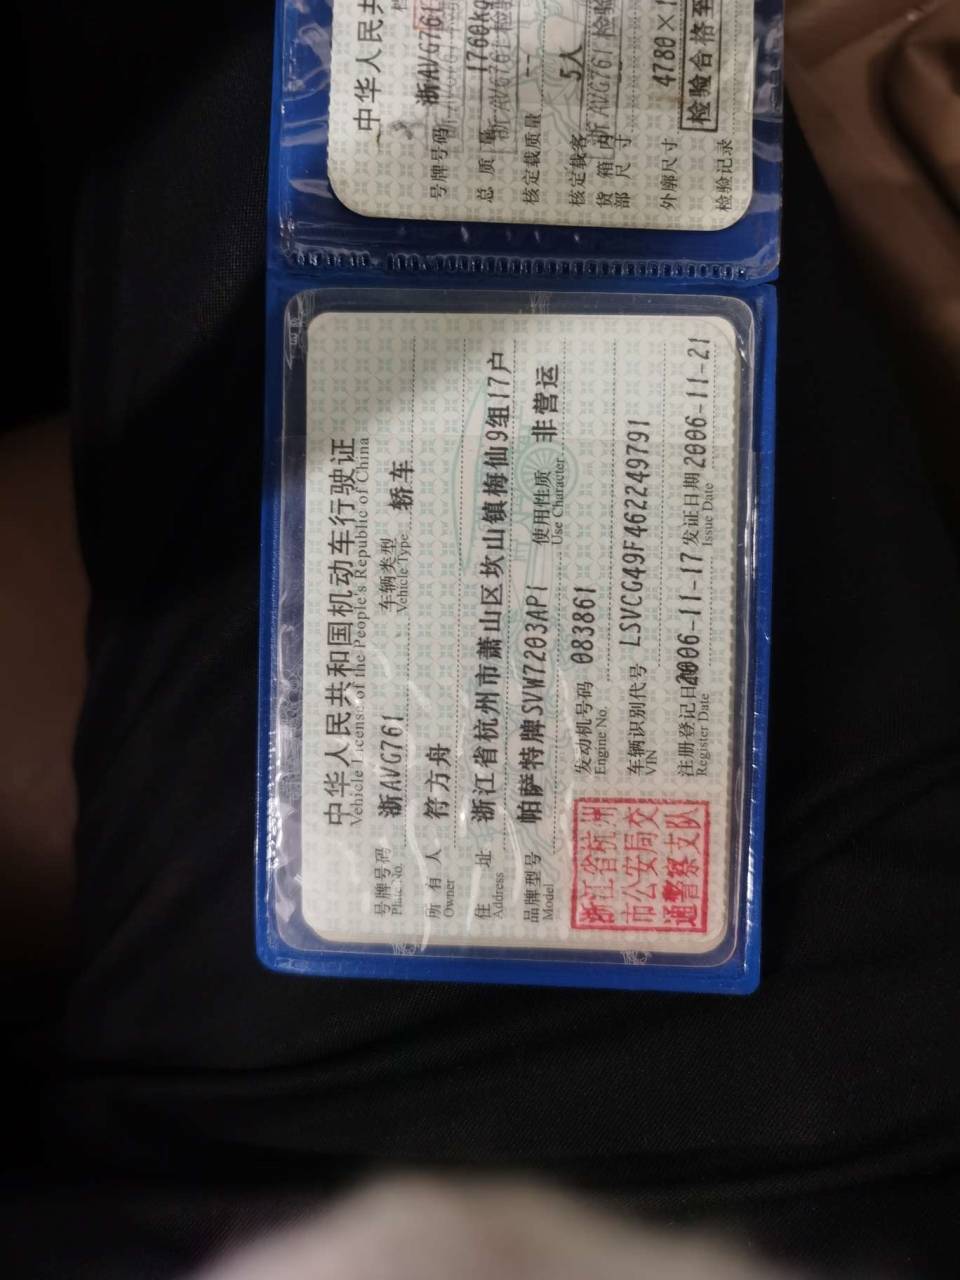 中华人民共和国机动车行驶证
Vehicle License of the People's Republic of China
号牌号码 浙AVG761 车辆类型 轿车
Plate No. Vehicle Type
所有人 符方舟
Owner
住址 浙江省杭州市萧山区坎山镇梅仙9组17户
Address
品牌型号 帕萨特牌SVW7203APi 使用性质 非营运
Model Use Character
浙江省杭州
市公安局交
通警察支队
发动机号码 083861
Engine No.
车辆识别代号 LSVCG49F462249791
VIN
注册登记日 2006-11-17 发证日期 2006-11-21
Register Date Issue Date
中华人民共
号牌号码 浙AVG761
总质量 1760kg
核定载质量 --
核定载客 5人
货箱内
部尺寸
外廓尺寸 4780×1
检验记录 检验合格至